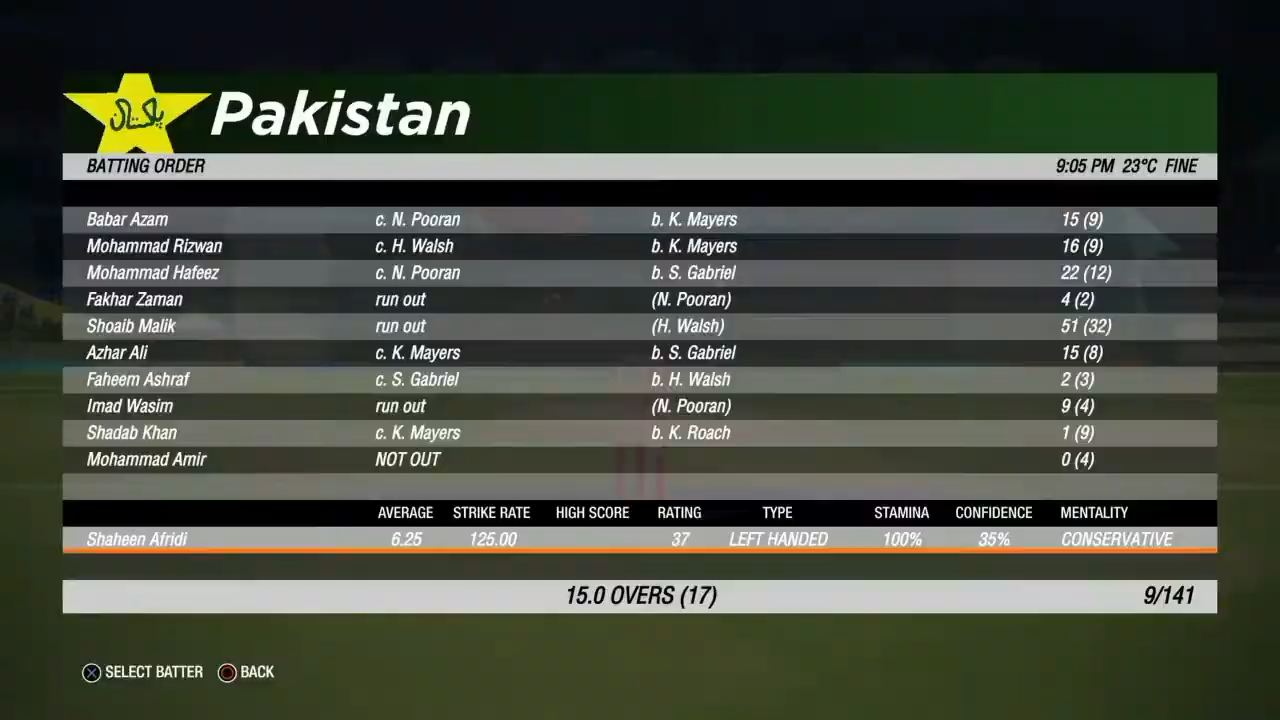 پاکستان
Pakistan
BATTING ORDER 9:05 PM 23°C FINE
Babar Azam c. N. Pooran b. K. Mayers 15 (9)
Mohammad Rizwan c. H. Walsh b. K. Mayers 16 (9)
Mohammad Hafeez c. N. Pooran b. S. Gabriel 22 (12)
Fakhar Zaman run out (N. Pooran) 4 (2)
Shoaib Malik run out (H. Walsh) 51 (32)
Azhar Ali c. K. Mayers b. S. Gabriel 15 (8)
Faheem Ashraf c. S. Gabriel b. H. Walsh 2 (3)
Imad Wasim run out (N. Pooran) 9 (4)
Shadab Khan c. K. Mayers b. K. Roach 1 (9)
Mohammad Amir NOT OUT 0 (4)
AVERAGE STRIKE RATE HIGH SCORE RATING TYPE STAMINA CONFIDENCE MENTALITY
Shaheen Afridi 6.25 125.00 37 LEFT HANDED 100% 35% CONSERVATIVE
15.0 OVERS (17) 9/141
SELECT BATTER BACK